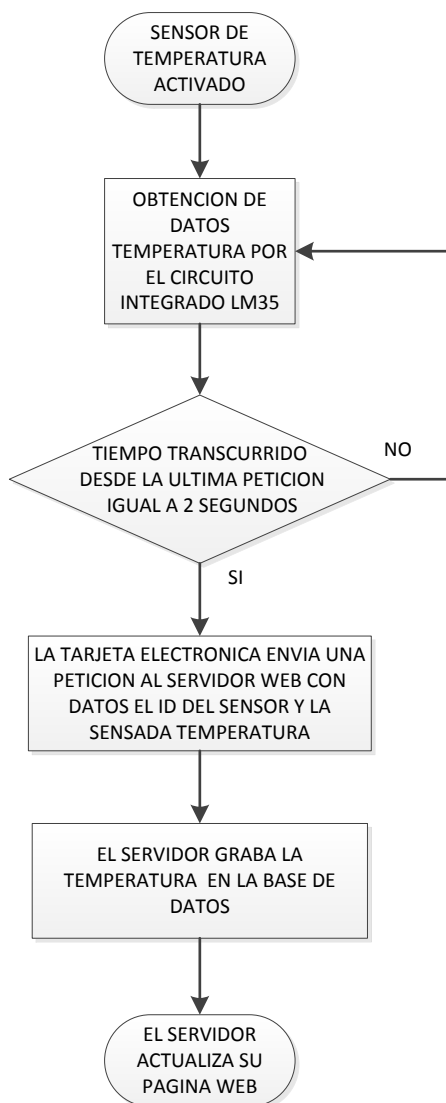 SENSOR DE
TEMPERATURA
ACTIVADO
OBTENCION DE
DATOS
TEMPERATURA POR
EL CIRCUITO
INTEGRADO LM35
TIEMPO TRANSCURRIDO
DESDE LA ULTIMA PETICION
IGUAL A 2 SEGUNDOS
NO
SI
LA TARJETA ELECTRONICA ENVIA UNA
PETICION AL SERVIDOR WEB CON
DATOS EL ID DEL SENSOR Y LA
SENSADA TEMPERATURA
EL SERVIDOR GRABA LA
TEMPERATURA EN LA BASE DE
DATOS
EL SERVIDOR
ACTUALIZA SU
PAGINA WEB